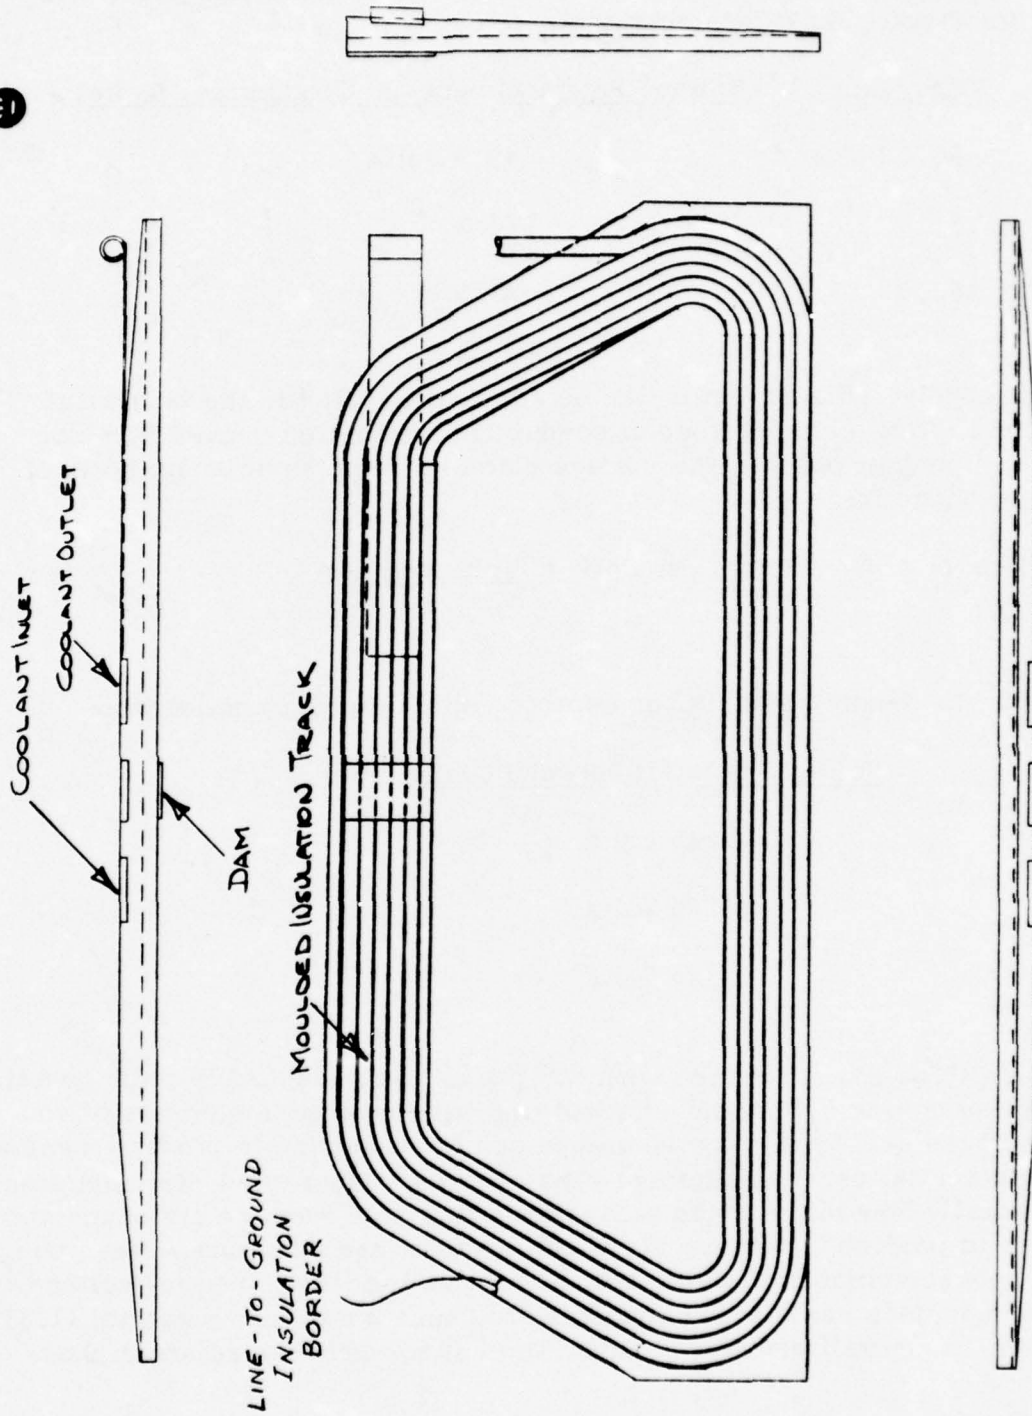 COOLANT INLET
COOLANT OUTLET
DAM
MOULDED INSULATION TRACK
LINE-TO-GROUND
INSULATION
BORDER